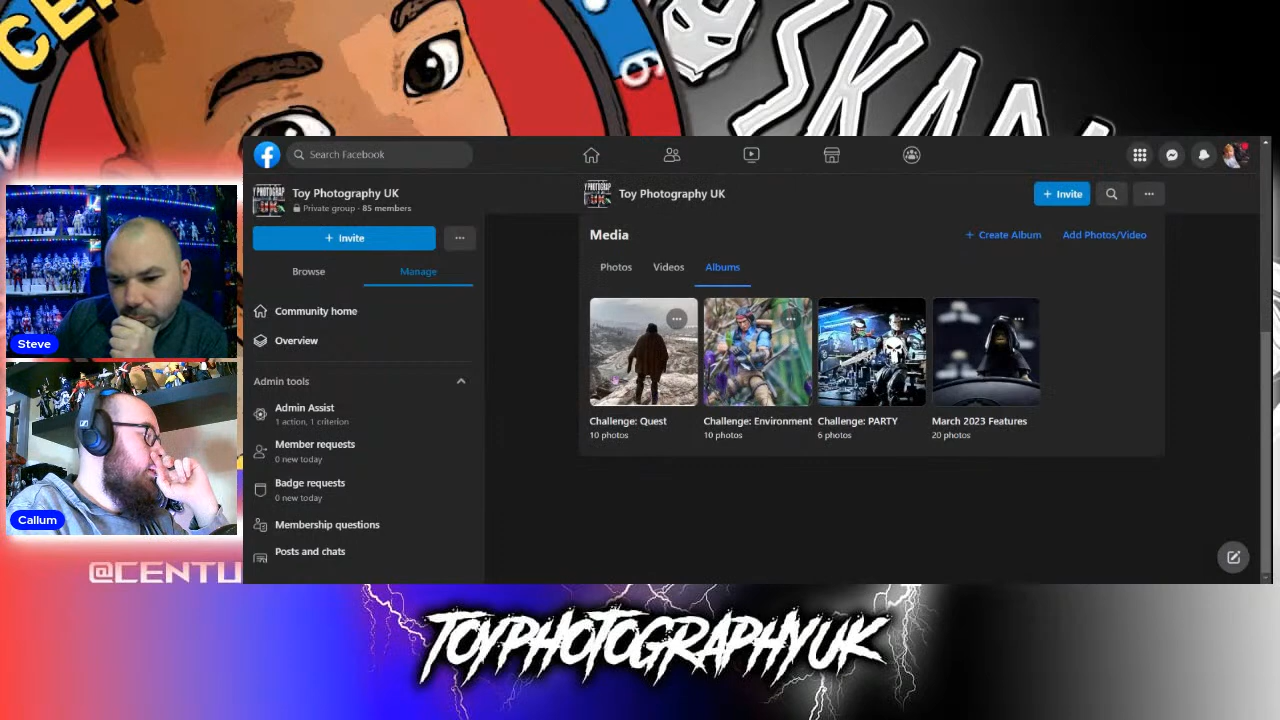 CEN
SKAA
Search Facebook
Toy Photography UK
Private group · 85 members
+ Invite
Browse
Manage
Community home
Overview
Admin tools
Admin Assist
1 action, 1 criterion
Member requests
0 new today
Badge requests
0 new today
Membership questions
Posts and chats
Toy Photography UK
+ Invite
Media
+ Create Album
Add Photos/Video
Photos
Videos
Albums
Challenge: Quest
10 photos
Challenge: Environment
10 photos
Challenge: PARTY
6 photos
March 2023 Features
20 photos
Steve
Callum
@CENTU
TOYPHOTOGRAPHYUK